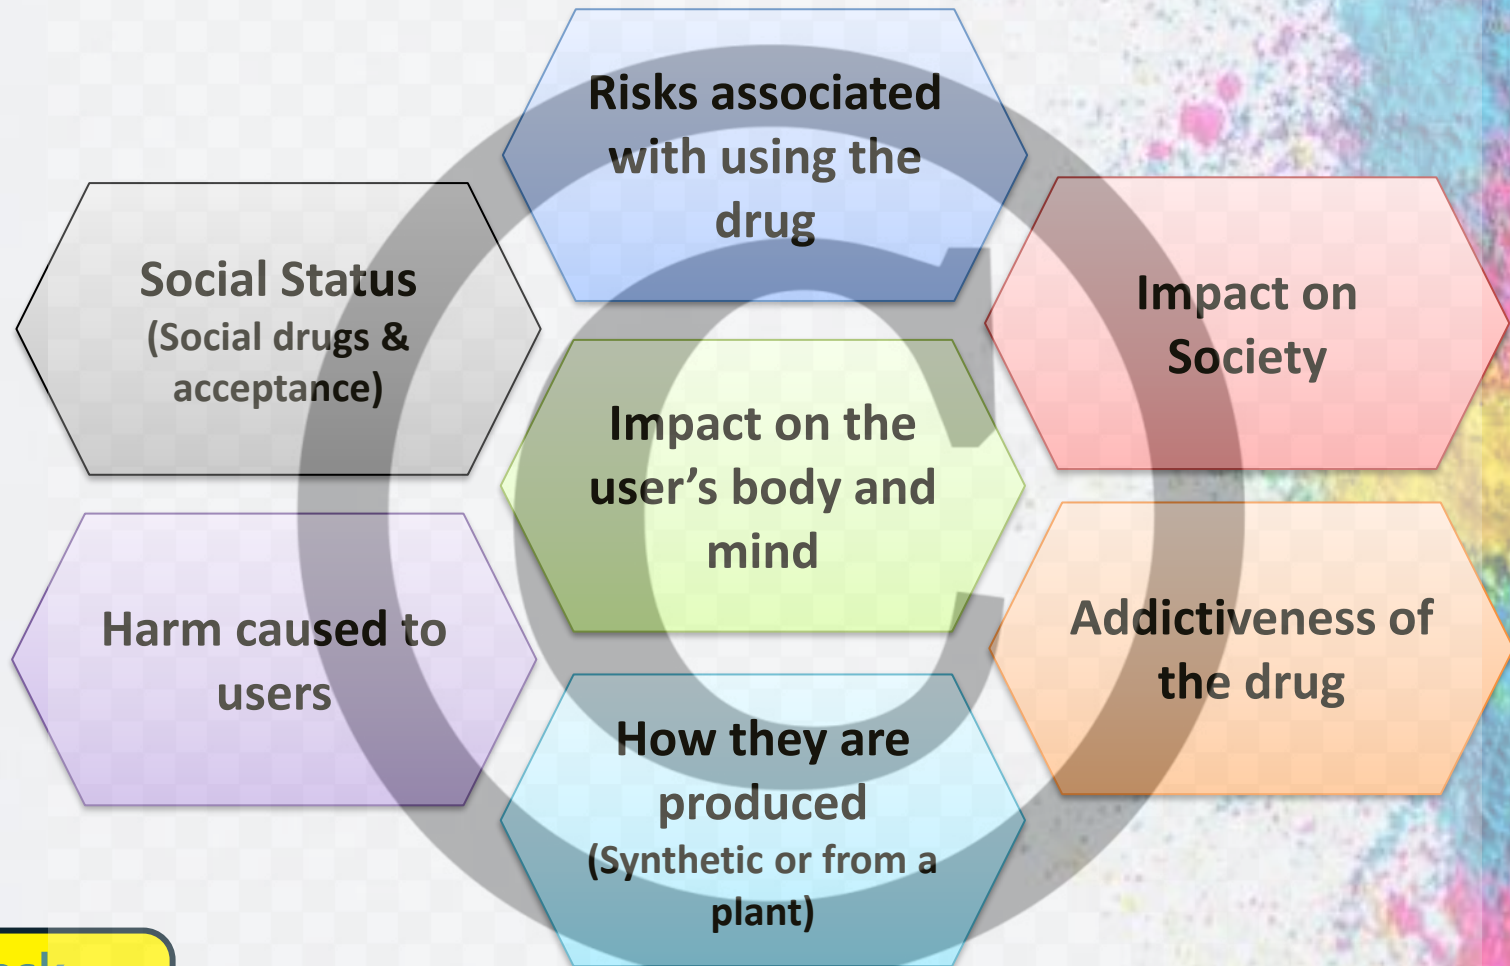 Risks associated
with using the
drug
Social Status
(Social drugs &
acceptance)
Impact on
Society
Impact on the
user’s body and
mind
Harm caused to
users
Addictiveness of
the drug
How they are
produced
(Synthetic or from a
plant)